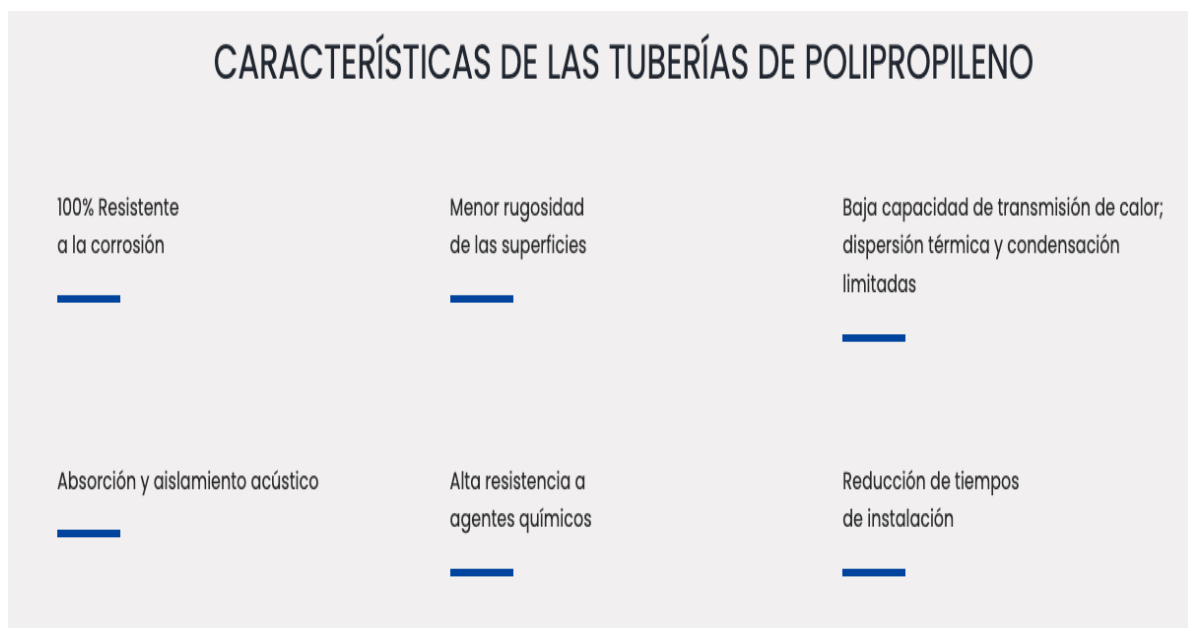 CARACTERÍSTICAS DE LAS TUBERÍAS DE POLIPROPILENO
100% Resistente
a la corrosión
Menor rugosidad
de las superficies
Baja capacidad de transmisión de calor;
dispersión térmica y condensación
limitadas
Absorción y aislamiento acústico
Alta resistencia a
agentes químicos
Reducción de tiempos
de instalación